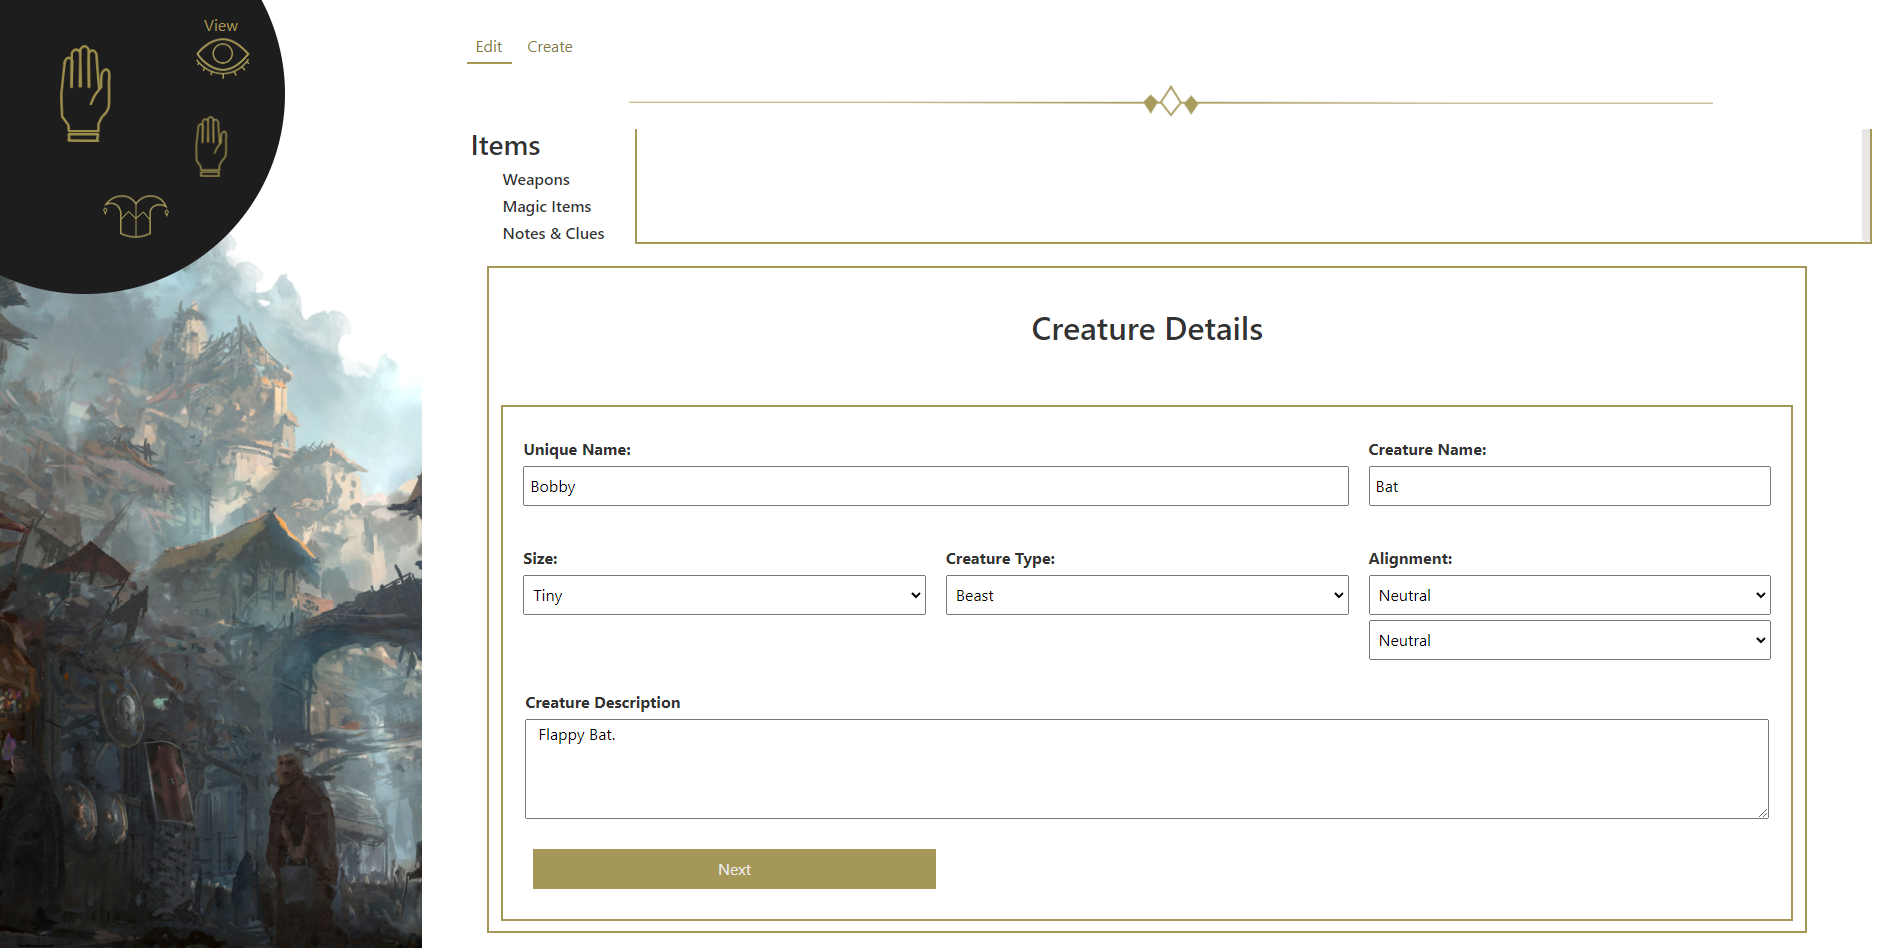 View
Edit Create
Items
Weapons
Magic Items
Notes & Clues
Creature Details
Unique Name: Creature Name:
Bobby Bat
Size: Creature Type: Alignment:
Tiny Beast Neutral
Neutral
Creature Description
Flappy Bat.
Next